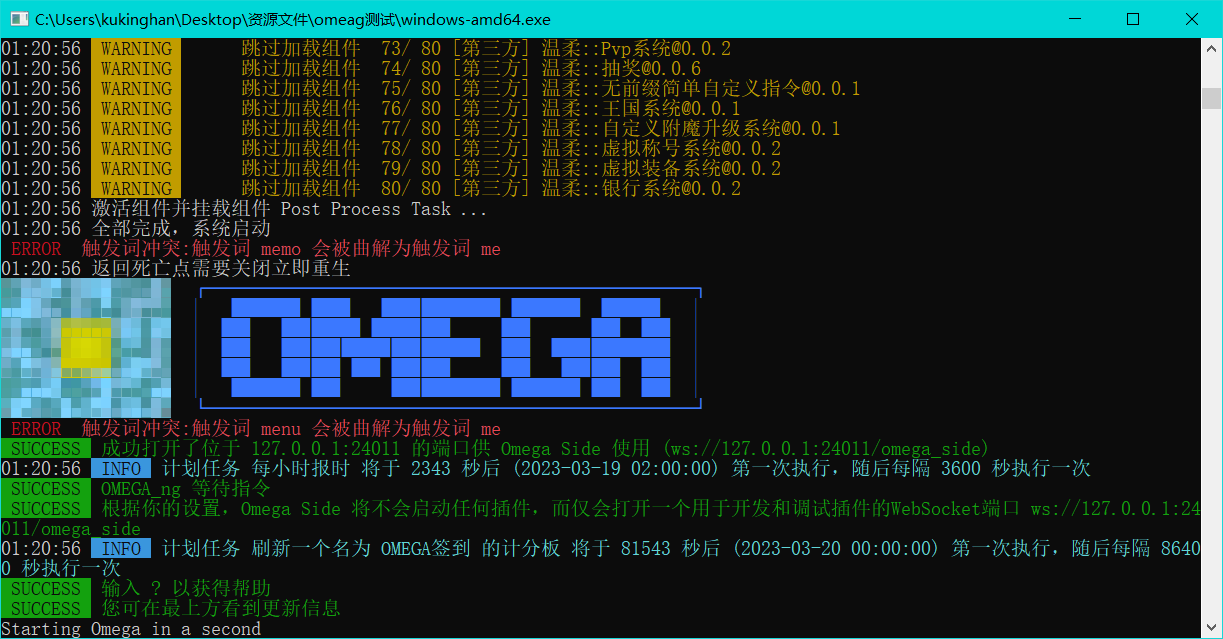 C:\Users\kukinghan\Desktop\资源文件\omeag测试\windows-amd64.exe
01:20:56 WARNING 跳过加载组件 73/ 80 [第三方] 温柔::Pvp系统@0.0.2
01:20:56 WARNING 跳过加载组件 74/ 80 [第三方] 温柔::抽奖@0.0.6
01:20:56 WARNING 跳过加载组件 75/ 80 [第三方] 温柔::无前缀简单自定义指令@0.0.1
01:20:56 WARNING 跳过加载组件 76/ 80 [第三方] 温柔::王国系统@0.0.1
01:20:56 WARNING 跳过加载组件 77/ 80 [第三方] 温柔::自定义附魔升级系统@0.0.1
01:20:56 WARNING 跳过加载组件 78/ 80 [第三方] 温柔::虚拟称号系统@0.0.2
01:20:56 WARNING 跳过加载组件 79/ 80 [第三方] 温柔::虚拟装备系统@0.0.2
01:20:56 WARNING 跳过加载组件 80/ 80 [第三方] 温柔::银行系统@0.0.2
01:20:56 激活组件并挂载组件 Post Process Task ...
01:20:56 全部完成，系统启动
ERROR 触发词冲突:触发词 memo 会被曲解为触发词 me
01:20:56 返回死亡点需要关闭立即重生
OMEGA
ERROR 触发词冲突:触发词 menu 会被曲解为触发词 me
SUCCESS 成功打开了位于 127.0.0.1:24011 的端口供 Omega Side 使用 (ws://127.0.0.1:24011/omega_side)
01:20:56 INFO 计划任务 每小时报时 将于 2343 秒后 (2023-03-19 02:00:00) 第一次执行，随后每隔 3600 秒执行一次
SUCCESS OMEGA_ng 等待指令
SUCCESS 根据你的设置，Omega Side 将不会启动任何插件，而仅会打开一个用于开发和调试插件的WebSocket端口 ws://127.0.0.1:24
011/omega_side
01:20:56 INFO 计划任务 刷新一个名为 OMEGA签到 的计分板 将于 81543 秒后 (2023-03-20 00:00:00) 第一次执行，随后每隔 8640
0 秒执行一次
SUCCESS 输入 ? 以获得帮助
SUCCESS 您可在最上方看到更新信息
Starting Omega in a second